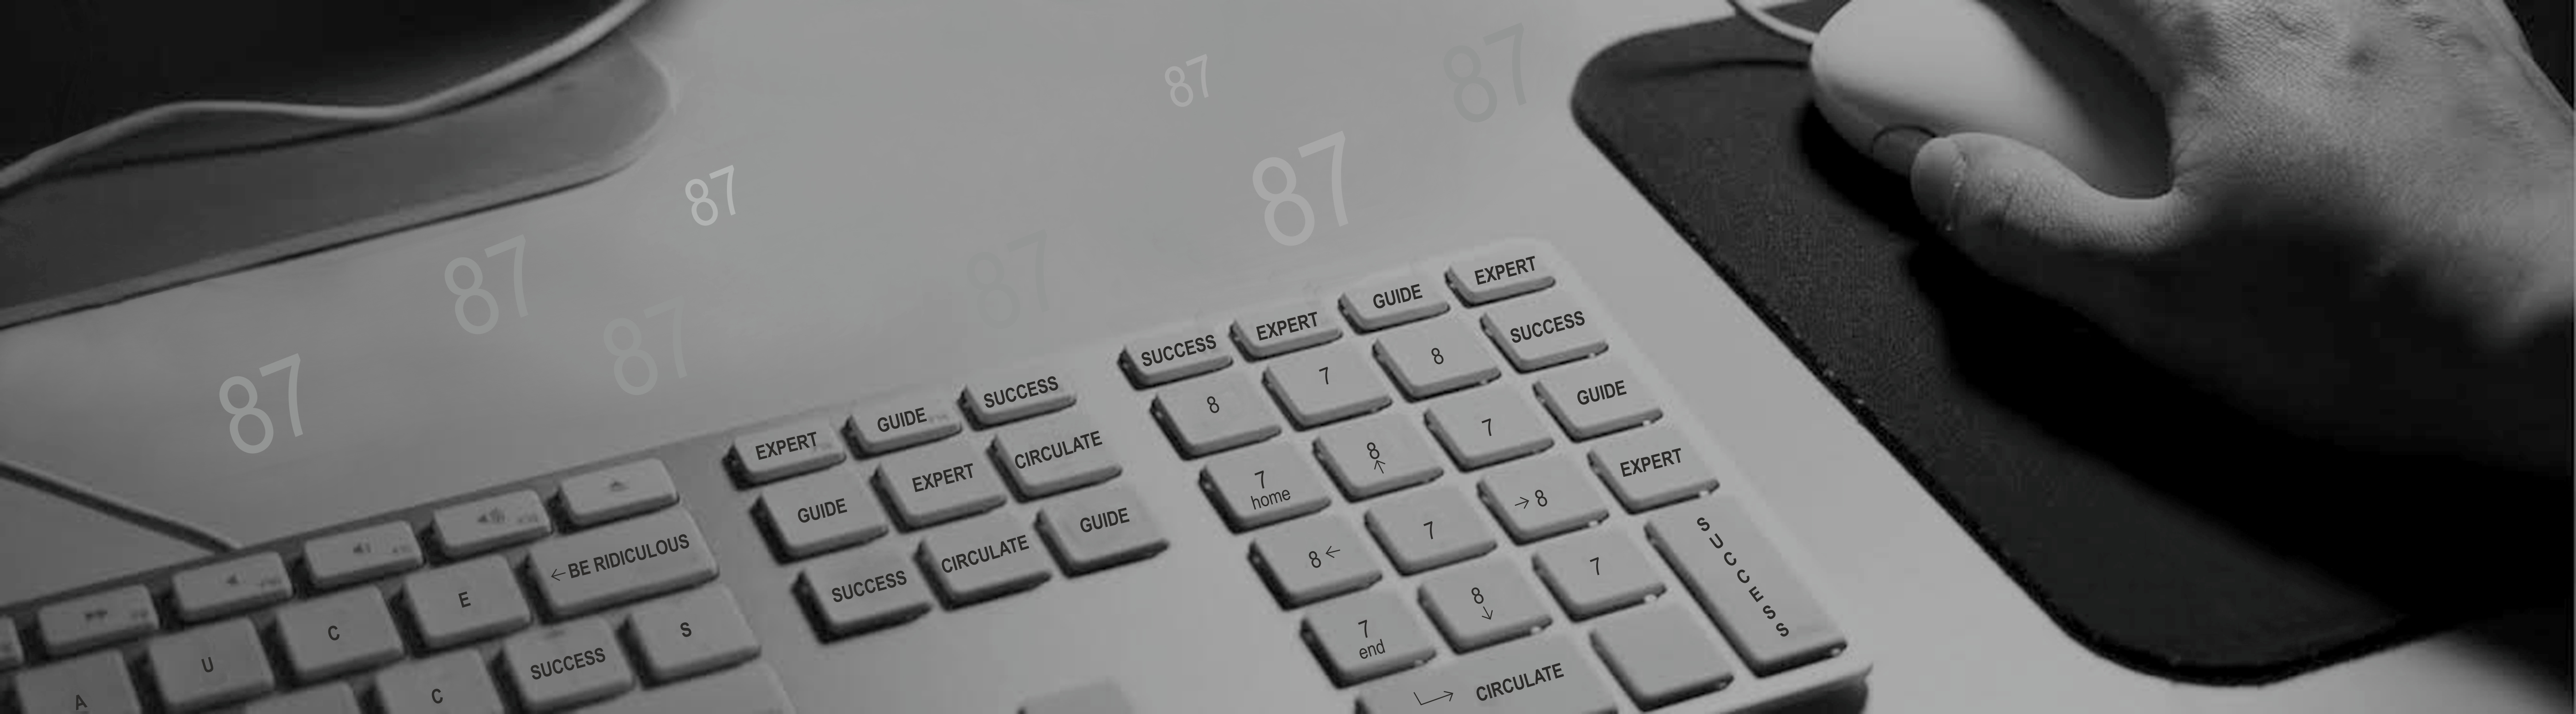 87
87
87
87
87
87
87
87
87
EXPERT
GUIDE
SUCCESS
GUIDE
EXPERT
CIRCULATE
SUCCESS
CIRCULATE
GUIDE
SUCCESS
EXPERT
GUIDE
EXPERT
8
7
8
SUCCESS
7
home
8
↑
7
GUIDE
8←
7
→8
EXPERT
7
end
8
↓
7
SUCCESS
CIRCULATE
←BE RIDICULOUS
U
C
E
A
C
SUCCESS
S